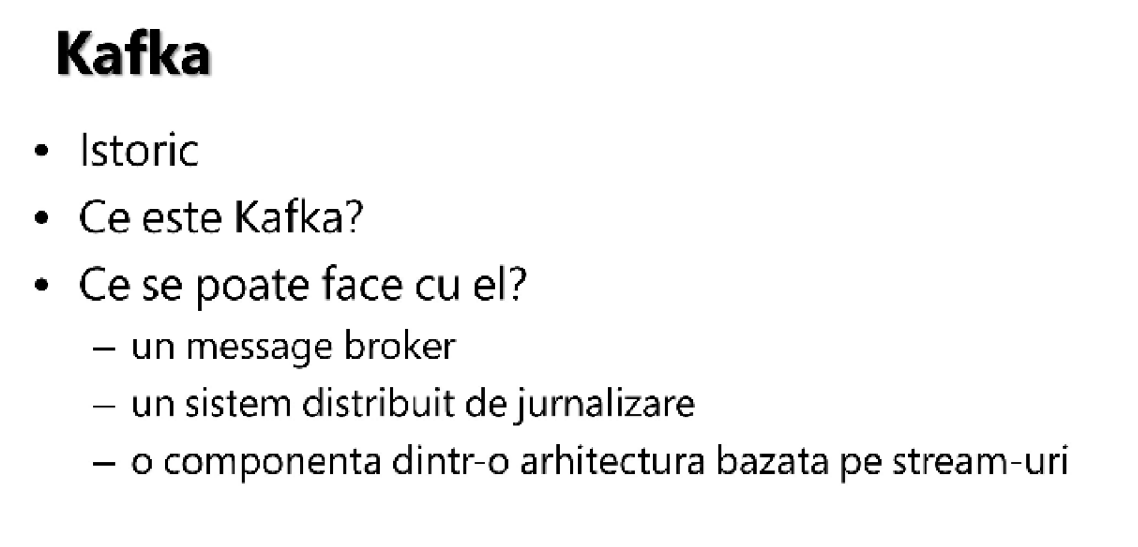 Kafka
• Istoric
• Ce este Kafka?
• Ce se poate face cu el?
– un message broker
– un sistem distribuit de jurnalizare
– o componenta dintr-o arhitectura bazata pe stream-uri